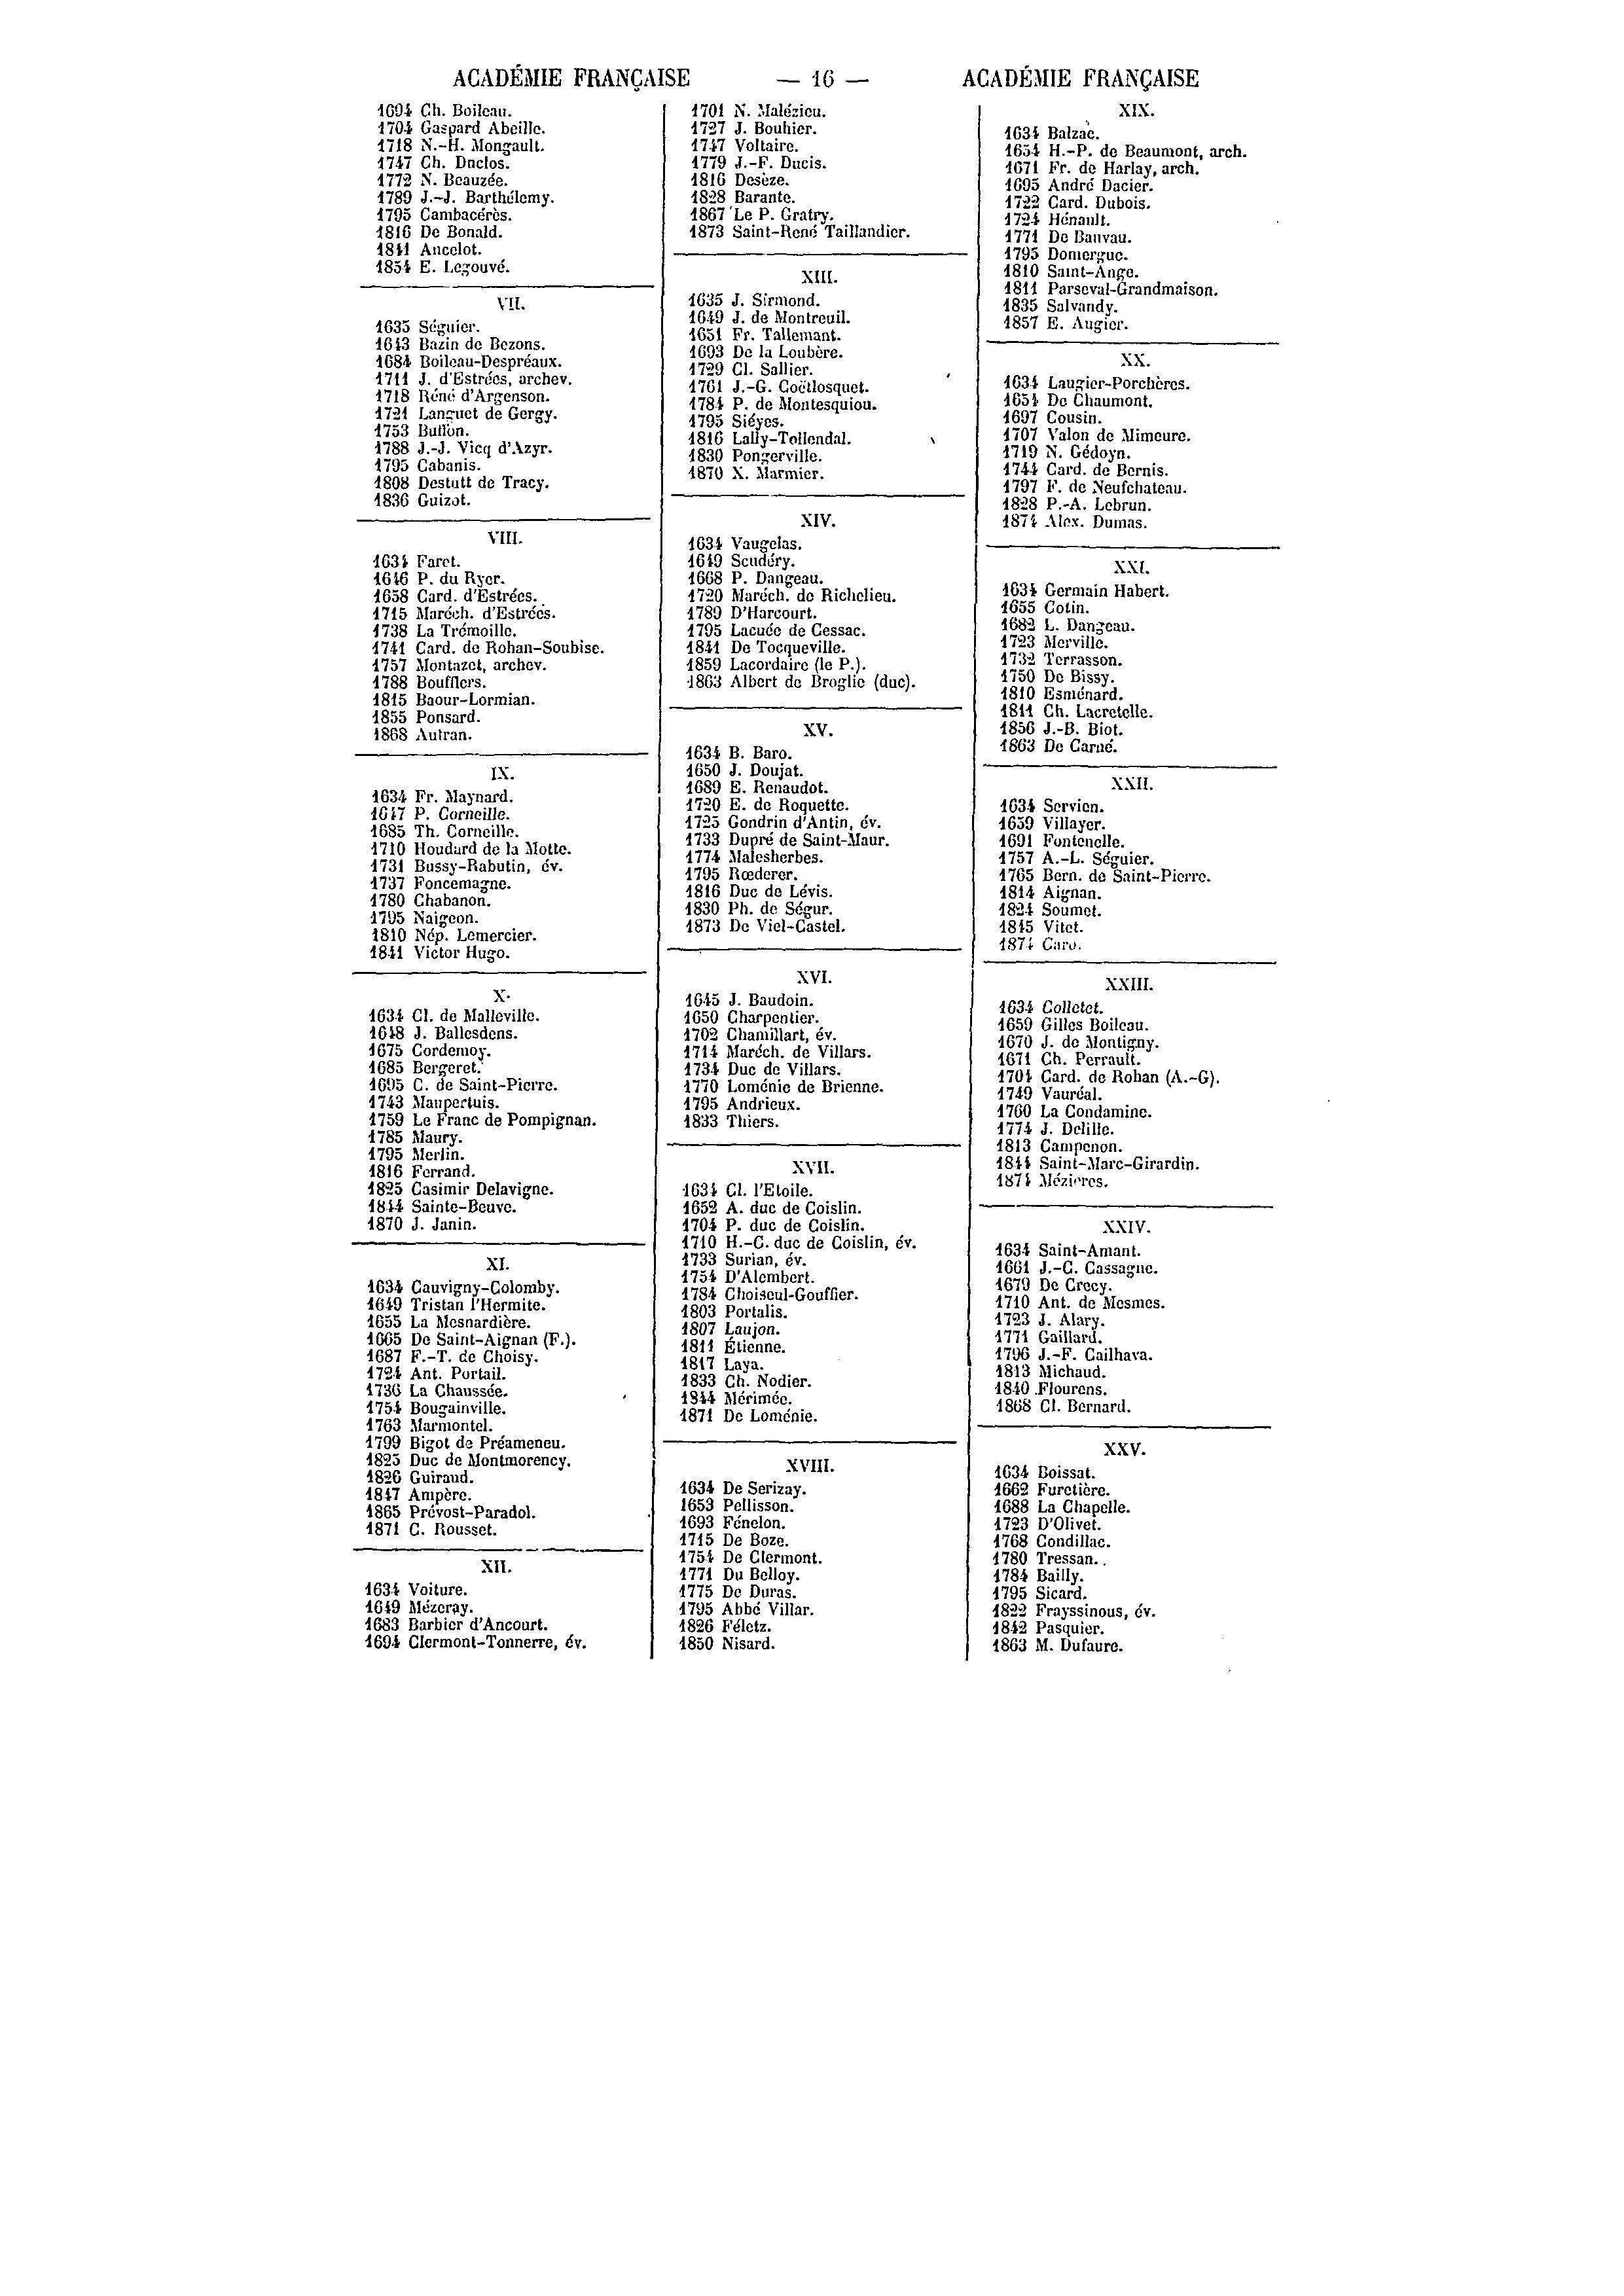 ACADÉMIE FRANÇAISE — 16 — ACADÉMIE FRANÇAISE
1694 Ch. Boileau.
1704 Gaspard Abeille.
1718 N.-H. Mongault.
1747 Ch. Duclos.
1772 N. Beauzée.
1789 J.-J. Barthélemy.
1795 Cambacérès.
1816 De Bonald.
1841 Ancelot.
1854 E. Legouvé.
VII.
1635 Séguier.
1643 Bazin de Bezons.
1684 Boileau-Despréaux.
1711 J. d'Estrées, archev.
1718 Réné d'Argenson.
1721 Languet de Gergy.
1753 Buffon.
1788 J.-J. Vicq d'Azyr.
1795 Cabanis.
1808 Destutt de Tracy.
1836 Guizot.
VIII.
1634 Faret.
1646 P. du Ryer.
1658 Card. d'Estrées.
1715 Maréch. d'Estrées.
1738 La Trémoille.
1741 Card. de Rohan-Soubise.
1757 Montazet, archev.
1788 Boufflers.
1815 Baour-Lormian.
1855 Ponsard.
1868 Autran.
IX.
1634 Fr. Maynard.
1647 P. Corneille.
1685 Th. Corneille.
1710 Houdard de la Motte.
1731 Bussy-Rabutin, év.
1737 Foncemagne.
1780 Chabanon.
1795 Naigeon.
1810 Nép. Lemercier.
1841 Victor Hugo.
X.
1634 Cl. de Malleville.
1648 J. Ballesdens.
1675 Cordemoy.
1685 Bergeret.
1695 C. de Saint-Pierre.
1743 Maupertuis.
1759 Le Franc de Pompignan.
1785 Maury.
1795 Merlin.
1816 Ferrand.
1825 Casimir Delavigne.
1844 Sainte-Beuve.
1870 J. Janin.
XI.
1634 Cauvigny-Colomby.
1649 Tristan l'Hermite.
1655 La Mesnardière.
1665 De Saint-Aignan (F.).
1687 F.-T. de Choisy.
1724 Ant. Portail.
1736 La Chaussée.
1754 Bougainville.
1763 Marmontel.
1799 Bigot de Préameneu.
1825 Duc de Montmorency.
1826 Guiraud.
1847 Ampère.
1865 Prévost-Paradol.
1871 C. Rousset.
XII.
1634 Voiture.
1649 Mézeray.
1683 Barbier d'Ancourt.
1694 Clermont-Tonnerre, év.
1701 N. Malézieu.
1727 J. Bouhier.
1747 Voltaire.
1779 J.-F. Ducis.
1816 Desèze.
1828 Barante.
1867 Le P. Gratry.
1873 Saint-René Taillandier.
XIII.
1635 J. Sirmond.
1649 J. de Montreuil.
1651 Fr. Tallemant.
1693 De la Loubère.
1729 Cl. Sallier.
1761 J.-G. Coëtlosquet.
1784 P. de Montesquiou.
1795 Siéyes.
1816 Lally-Tollendal.
1830 Pongerville.
1870 X. Marmier.
XIV.
1634 Vaugelas.
1649 Scudéry.
1668 P. Dangeau.
1720 Maréch. de Richelieu.
1789 D'Harcourt.
1795 Lacuée de Cessac.
1841 De Tocqueville.
1859 Lacordaire (le P.).
1863 Albert de Broglie (duc).
XV.
1634 B. Baro.
1650 J. Doujat.
1689 E. Renaudot.
1720 E. de Roquette.
1725 Gondrin d'Antin, év.
1733 Dupré de Saint-Maur.
1774 Malesherbes.
1795 Rœderer.
1816 Duc de Lévis.
1830 Ph. de Ségur.
1873 De Viel-Castel.
XVI.
1645 J. Baudoin.
1650 Charpentier.
1702 Chamillart, év.
1714 Maréch. de Villars.
1734 Duc de Villars.
1770 Loménie de Brienne.
1795 Andrieux.
1833 Thiers.
XVII.
1634 Cl. l'Etoile.
1652 A. duc de Coislin.
1704 P. duc de Coislin.
1710 H.-C. duc de Coislin, év.
1733 Surian, év.
1754 D'Alembert.
1784 Choiseul-Gouffier.
1803 Portalis.
1807 Laujon.
1811 Étienne.
1817 Laya.
1833 Ch. Nodier.
1844 Mérimée.
1871 De Loménie.
XVIII.
1634 De Serizay.
1653 Pellisson.
1693 Fénelon.
1715 De Boze.
1754 De Clermont.
1771 Du Belloy.
1775 De Duras.
1795 Abbé Villar.
1826 Féletz.
1850 Nisard.
XIX.
1634 Balzac.
1654 H.-P. de Beaumont, arch.
1671 Fr. de Harlay, arch.
1695 André Dacier.
1722 Card. Dubois.
1724 Hénault.
1771 De Bauvau.
1795 Domergue.
1810 Saint-Ange.
1811 Parseval-Grandmaison.
1835 Salvandy.
1857 E. Augier.
XX.
1634 Laugier-Porchères.
1654 De Chaumont.
1697 Cousin.
1707 Valon de Mimeure.
1719 N. Gédoyn.
1744 Card. de Bernis.
1797 F. de Neufchateau.
1828 P.-A. Lebrun.
1874 Alex. Dumas.
XXI.
1634 Germain Habert.
1655 Cotin.
1682 L. Dangeau.
1723 Merville.
1732 Terrasson.
1750 De Bissy.
1810 Esménard.
1811 Ch. Lacretelle.
1856 J.-B. Biot.
1863 De Carné.
XXII.
1634 Servien.
1659 Villayer.
1691 Fontenelle.
1757 A.-L. Séguier.
1765 Bern. de Saint-Pierre.
1814 Aignan.
1824 Soumet.
1845 Vitet.
1874 Caro.
XXIII.
1634 Colletet.
1659 Gilles Boileau.
1670 J. de Montigny.
1671 Ch. Perrault.
1704 Card. de Rohan (A.-G).
1749 Vauréal.
1760 La Condamine.
1774 J. Delille.
1813 Campenon.
1844 Saint-Marc-Girardin.
1874 Mézières.
XXIV.
1634 Saint-Amant.
1661 J.-C. Cassagne.
1679 De Crecy.
1710 Ant. de Mesmes.
1723 J. Alary.
1771 Gaillard.
1796 J.-F. Cailhava.
1813 Michaud.
1840 Flourens.
1868 Cl. Bernard.
XXV.
1634 Boissat.
1662 Furetière.
1688 La Chapelle.
1723 D'Olivet.
1768 Condillac.
1780 Tressan.
1784 Bailly.
1795 Sicard.
1822 Frayssinous, év.
1842 Pasquier.
1863 M. Dufaure.